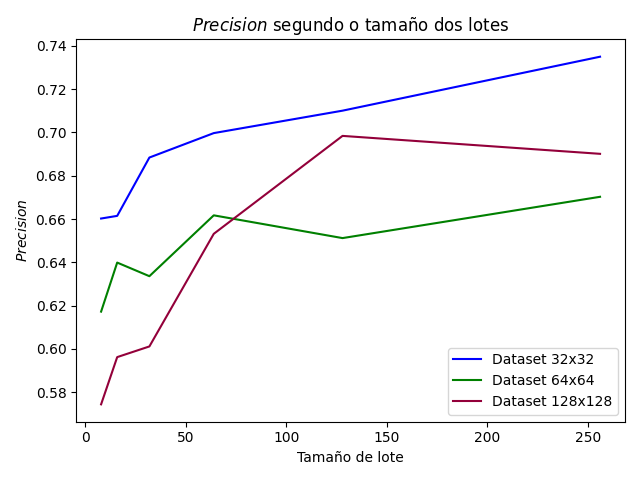 Precision segundo o tamaño dos lotes
0.74
0.72
0.70
0.68
0.66
0.64
0.62
0.60
0.58
Precision
0
50
100
150
200
250
Tamaño de lote
Dataset 32x32
Dataset 64x64
Dataset 128x128